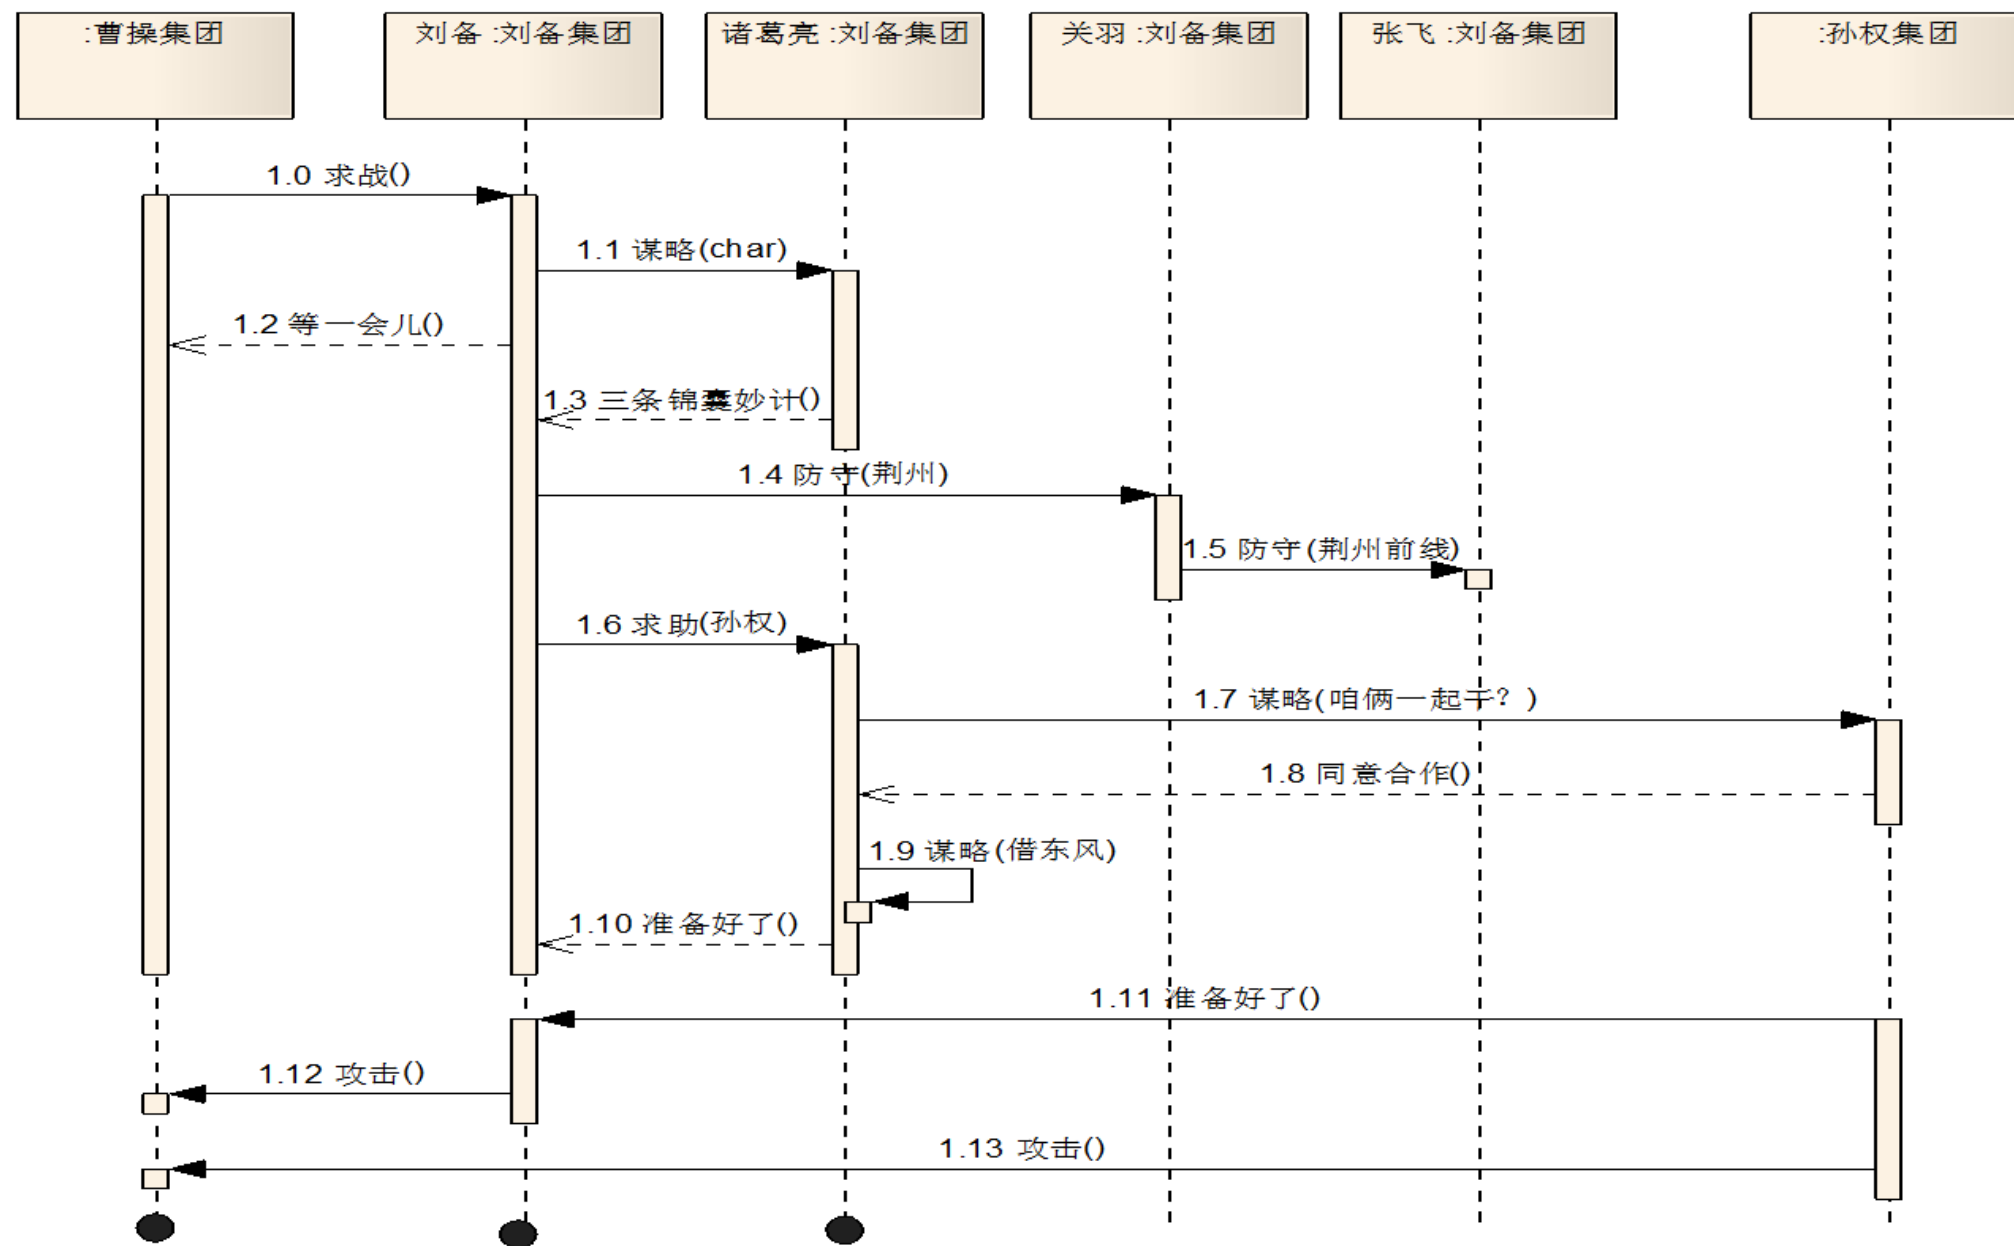 :曹操集团
刘备 :刘备集团
诸葛亮 :刘备集团
关羽 :刘备集团
张飞 :刘备集团
:孙权集团
1.0 求战()
1.1 谋略(char)
1.2 等一会儿()
1.3 三条锦囊妙计()
1.4 防守(荆州)
1.5 防守(荆州前线)
1.6 求助(孙权)
1.7 谋略(咱俩一起干？)
1.8 同意合作()
1.9 谋略(借东风)
1.10 准备好了()
1.11 准备好了()
1.12 攻击()
1.13 攻击()